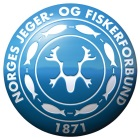 NORGES JEGER- OG FISKERFORBUND
1871